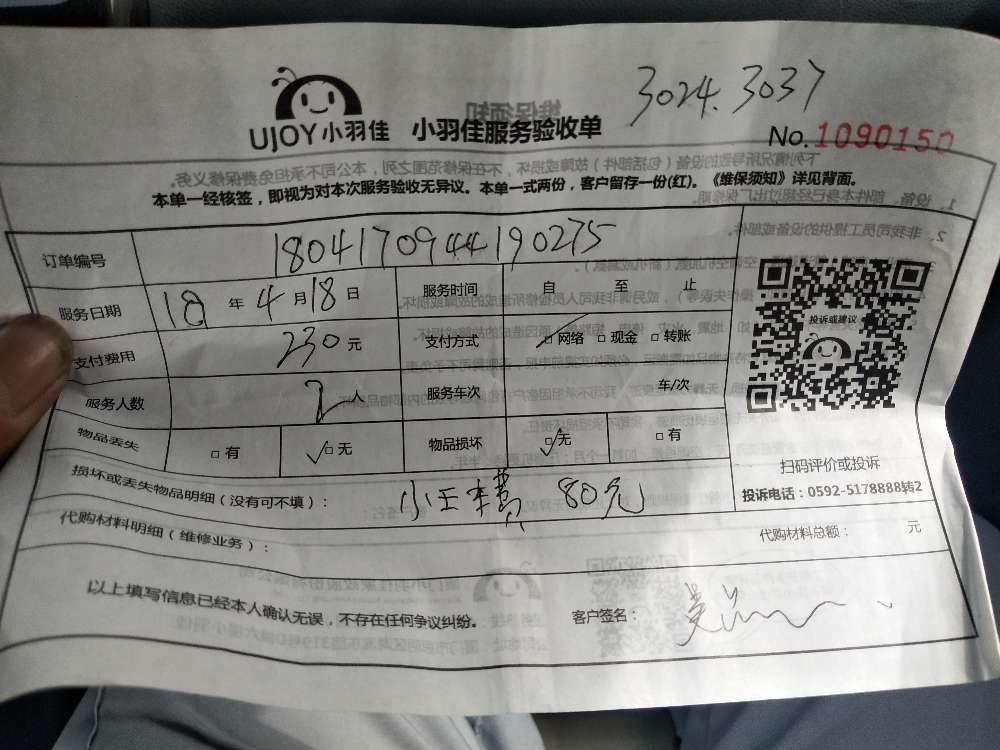 3024.3037
UJOY小羽佳 小羽佳服务验收单
No.1090150
本单一经核签，即视为对本次服务验收无异议。本单一式两份，客户留存一份(红)。《维保须知》详见背面。
订单编号 1804170944190275
服务日期 18 年 4 月 18 日 服务时间 自 至 止
支付费用 230 元 支付方式 □网络 □现金 □转账
服务人数 2 人 服务车次 车/次
物品丢失 □有 □无 物品损坏 □无 □有
损坏或丢失物品明细（没有可不填）： 小工费 80元
代购材料明细（维修业务）： 代购材料总额： 元
以上填写信息已经本人确认无误，不存在任何争议纠纷。 客户签名：
投诉或建议
扫码评价或投诉
投诉电话：0592-5178888转2